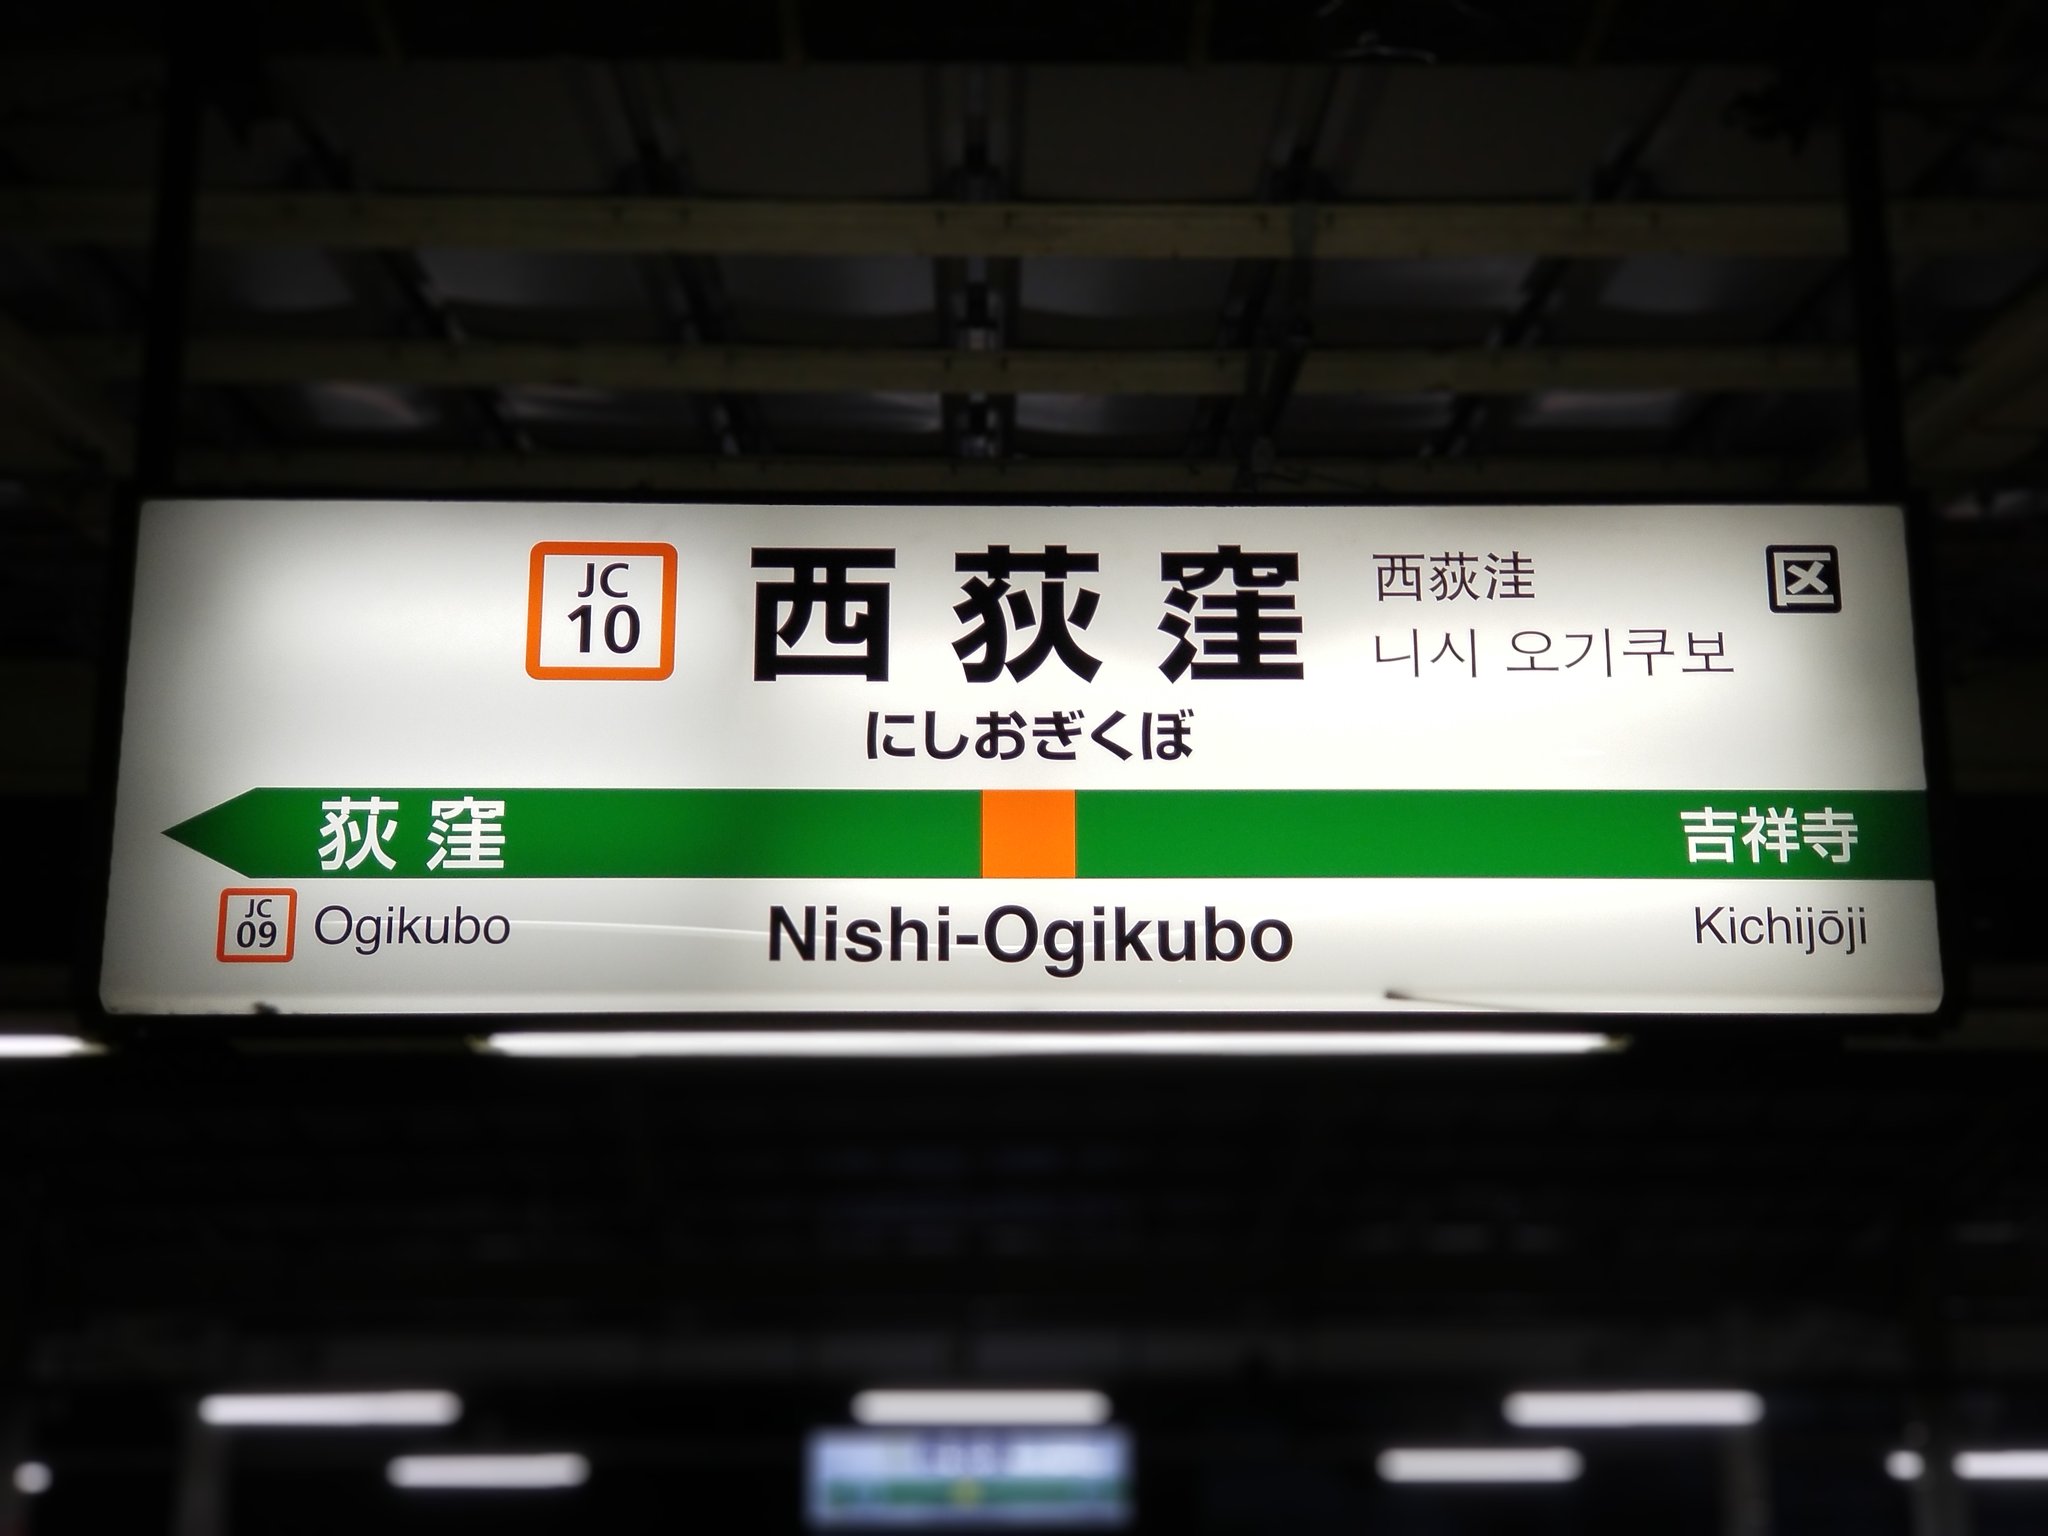 JC
10
西荻窪
西荻洼
区
니시 오기쿠보
にしおぎくぼ
荻窪
吉祥寺
JC
09
Ogikubo
Nishi-Ogikubo
Kichijōji